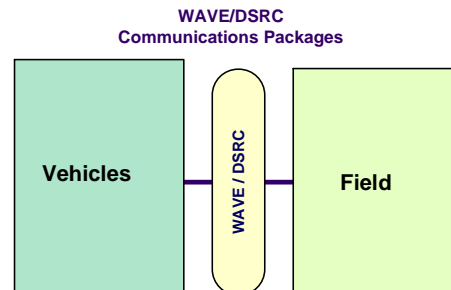 WAVE/DSRC
Communications Packages
Vehicles
WAVE / DSRC
Field